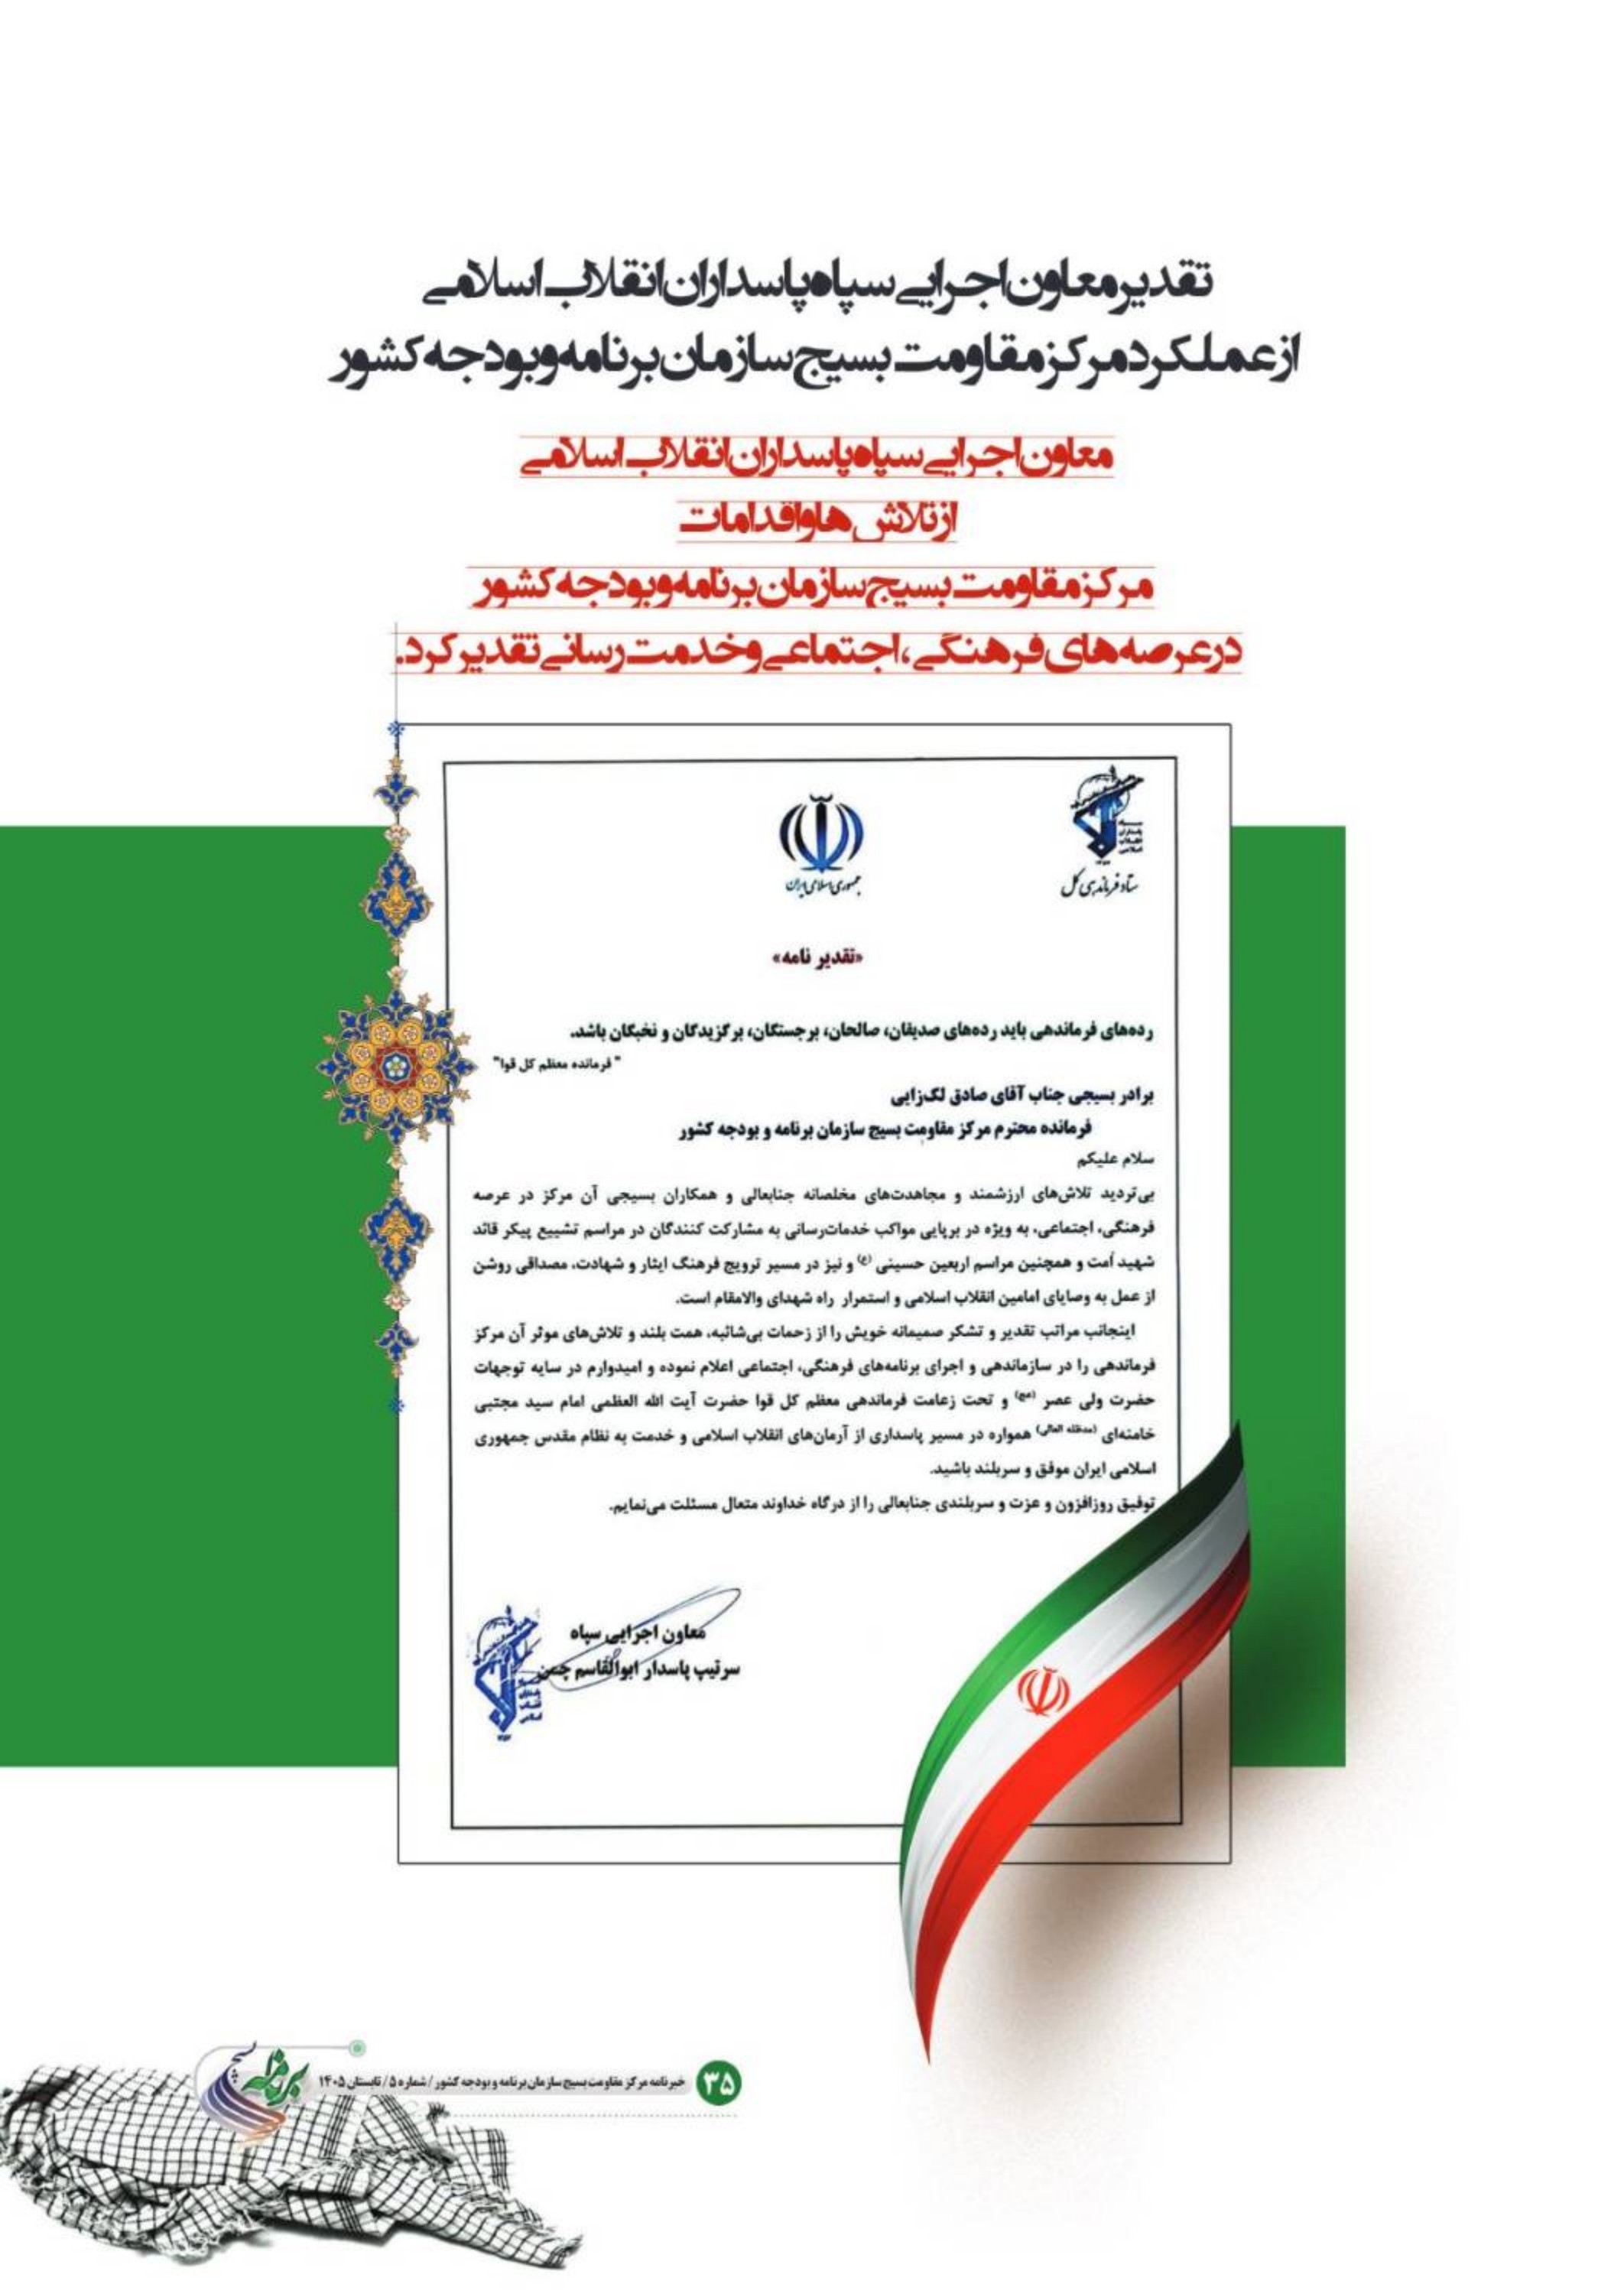 تقدیر معاون اجرایی سپاه پاسداران انقلاب اسلامی
از عملکرد مرکز مقاومت بسیج سازمان برنامه و بودجه کشور
معاون اجرایی سپاه پاسداران انقلاب اسلامی
از تلاش ها و اقدامات
مرکز مقاومت بسیج سازمان برنامه و بودجه کشور
در عرصه های فرهنگی، اجتماعی و خدمت رسانی تقدیر کرد.
سپاه
پاسداران
انقلاب
اسلامی
ستاد فرماندهی کل
جمهوری اسلامی ایران
«تقدیر نامه»
رده‌های فرماندهی باید رده‌های صدیقان، صالحان، برجستگان، برگزیدگان و نخبگان باشد.
"فرمانده معظم کل قوا"
برادر بسیجی جناب آقای صادق لک‌زایی
فرمانده محترم مرکز مقاومت بسیج سازمان برنامه و بودجه کشور
سلام علیکم
بی‌تردید تلاش‌های ارزشمند و مجاهدت‌های مخلصانه جنابعالی و همکاران بسیجی آن مرکز در عرصه
فرهنگی، اجتماعی، به ویژه در برپایی مواکب خدمات‌رسانی به مشارکت کنندگان در مراسم تشییع پیکر قائد
شهید اُمت و همچنین مراسم اربعین حسینی (ع) و نیز در مسیر ترویج فرهنگ ایثار و شهادت، مصداقی روشن
از عمل به وصایای امامین انقلاب اسلامی و استمرار راه شهدای والامقام است.
اینجانب مراتب تقدیر و تشکر صمیمانه خویش را از زحمات بی‌شائبه، همت بلند و تلاش‌های موثر آن مرکز
فرماندهی را در سازماندهی و اجرای برنامه‌های فرهنگی، اجتماعی اعلام نموده و امیدوارم در سایه توجهات
حضرت ولی عصر (عج) و تحت زعامت فرماندهی معظم کل قوا حضرت آیت الله العظمی امام سید مجتبی
خامنه‌ای (مدظله العالی) همواره در مسیر پاسداری از آرمان‌های انقلاب اسلامی و خدمت به نظام مقدس جمهوری
اسلامی ایران موفق و سربلند باشید.
توفیق روزافزون و عزت و سربلندی جنابعالی را از درگاه خداوند متعال مسئلت می‌نمایم.
معاون اجرایی سپاه
سرتیپ پاسدار ابوالقاسم چمن
۳۵
خبرنامه مرکز مقاومت بسیج سازمان برنامه و بودجه کشور / شماره ۵ / تابستان ۱۴۰۵
برنامه
بسیج